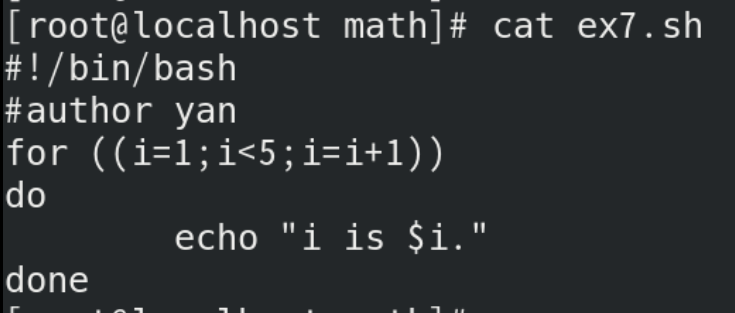 [root@localhost math]# cat ex7.sh
#!/bin/bash
#author yan
for ((i=1;i<5;i=i+1))
do
        echo "i is $i."
done